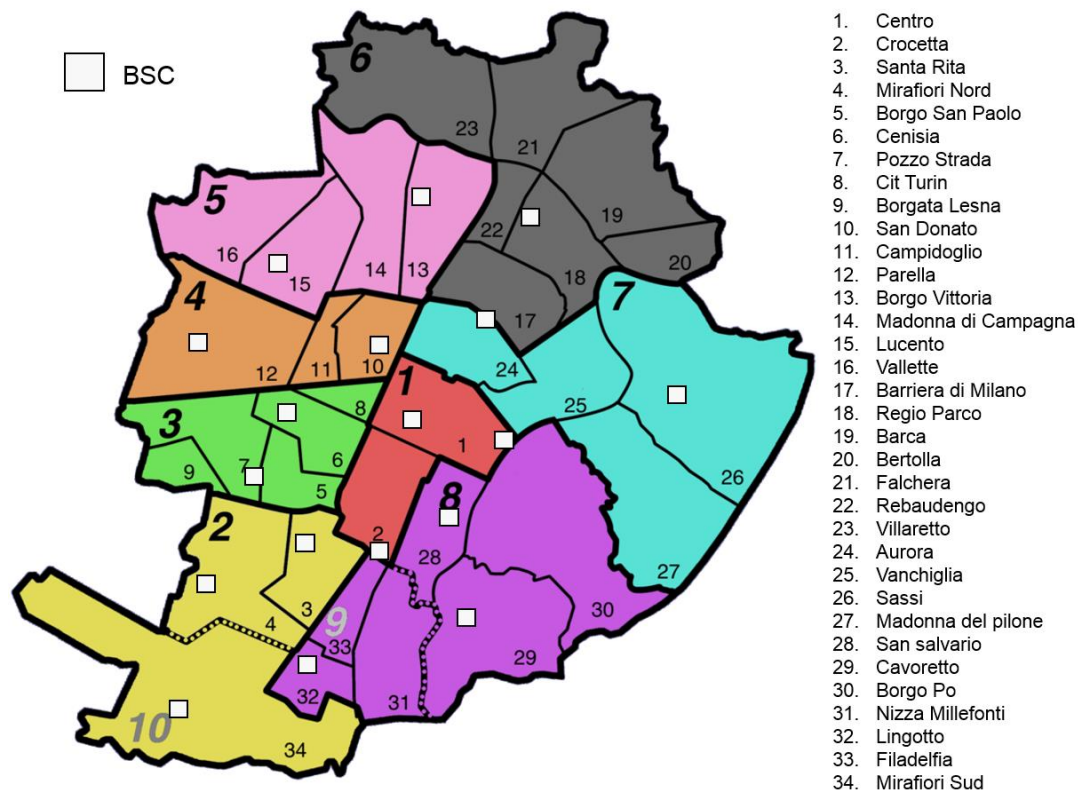 BSC
6
23
21
19
22
20
5
16
15
14
13
18
17
7
4
12
11
10
24
25
1
3
8
1
9
7
6
5
26
2
2
8
28
27
3
4
9
33
30
29
32
31
10
34
1. Centro
2. Crocetta
3. Santa Rita
4. Mirafiori Nord
5. Borgo San Paolo
6. Cenisia
7. Pozzo Strada
8. Cit Turin
9. Borgata Lesna
10. San Donato
11. Campidoglio
12. Parella
13. Borgo Vittoria
14. Madonna di Campagna
15. Lucento
16. Vallette
17. Barriera di Milano
18. Regio Parco
19. Barca
20. Bertolla
21. Falchera
22. Rebaudengo
23. Villaretto
24. Aurora
25. Vanchiglia
26. Sassi
27. Madonna del pilone
28. San salvario
29. Cavoretto
30. Borgo Po
31. Nizza Millefonti
32. Lingotto
33. Filadelfia
34. Mirafiori Sud